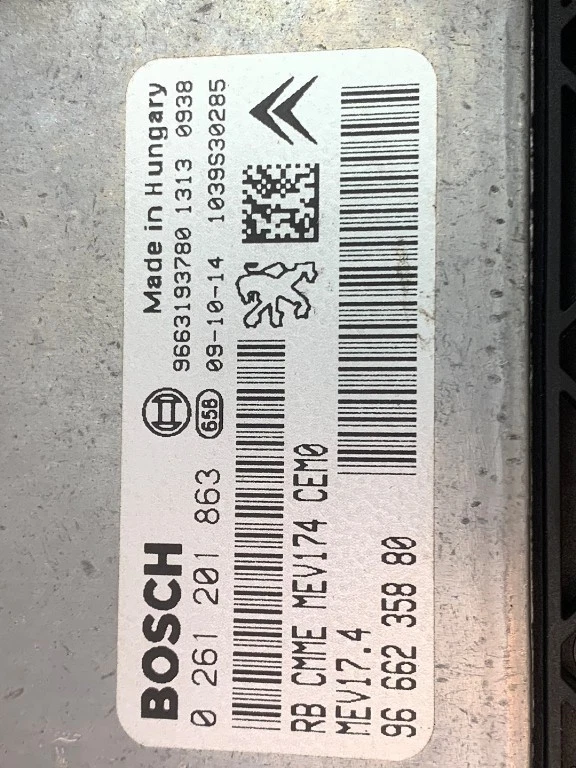 BOSCH
Made in Hungary
0 261 201 863
658
9663193780 1313 0938
09-10-14 1039S30285
RB CMME MEV174 CEM0
MEV17.4
96 662 358 80